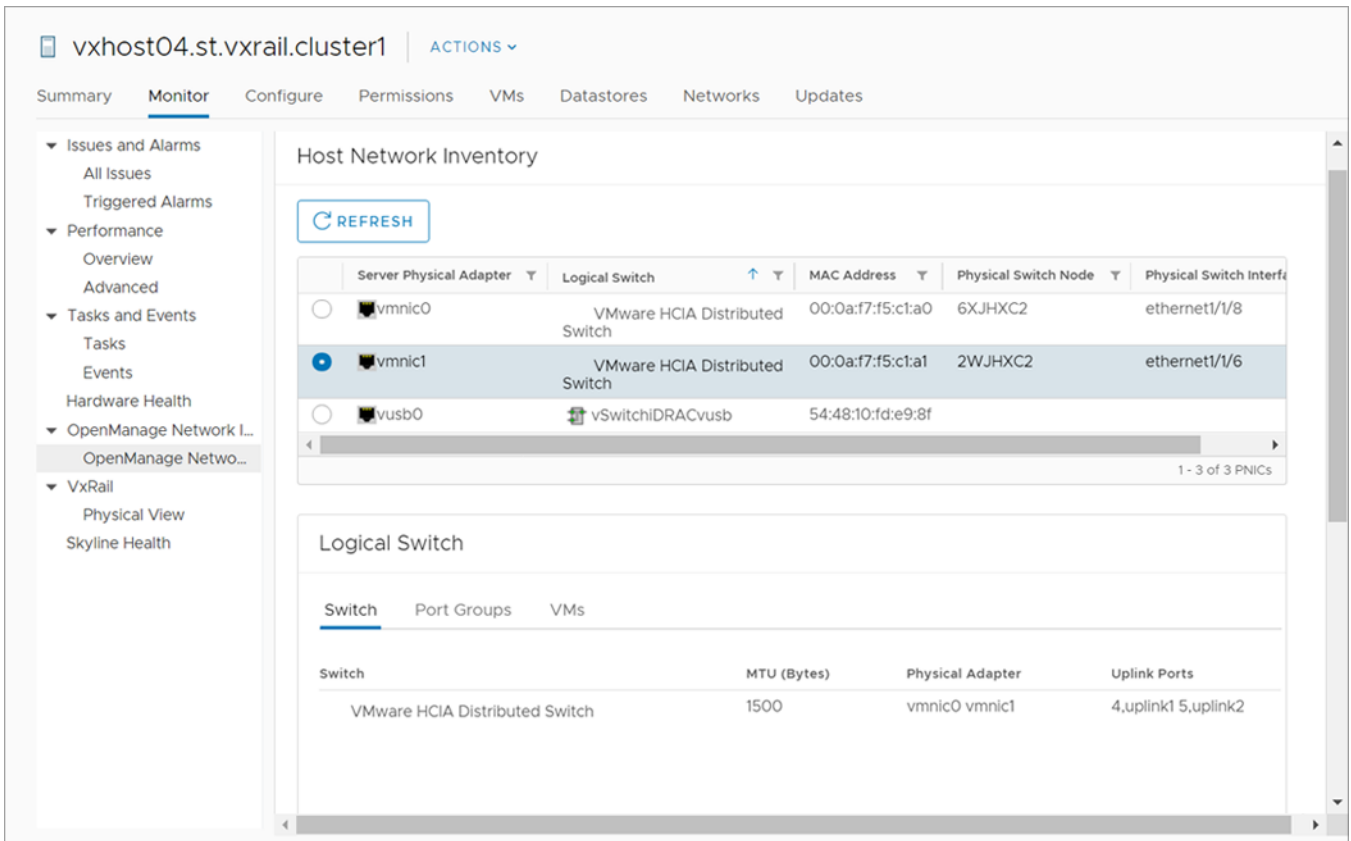 vxhost04.st.vxrail.cluster1 ACTIONS
Summary Monitor Configure Permissions VMs Datastores Networks Updates
Issues and Alarms
All Issues
Triggered Alarms
Performance
Overview
Advanced
Tasks and Events
Tasks
Events
Hardware Health
OpenManage Network I...
OpenManage Netwo...
VxRail
Physical View
Skyline Health
Host Network Inventory
REFRESH
Server Physical Adapter Logical Switch MAC Address Physical Switch Node Physical Switch Interfa
vmnic0 VMware HCIA Distributed Switch 00:0a:f7:f5:c1:a0 6XJHXC2 ethernet1/1/8
vmnic1 VMware HCIA Distributed Switch 00:0a:f7:f5:c1:a1 2WJHXC2 ethernet1/1/6
vusb0 vSwitchiDRACvusb 54:48:10:fd:e9:8f
1 - 3 of 3 PNICs
Logical Switch
Switch Port Groups VMs
Switch MTU (Bytes) Physical Adapter Uplink Ports
VMware HCIA Distributed Switch 1500 vmnic0 vmnic1 4,uplink1 5,uplink2